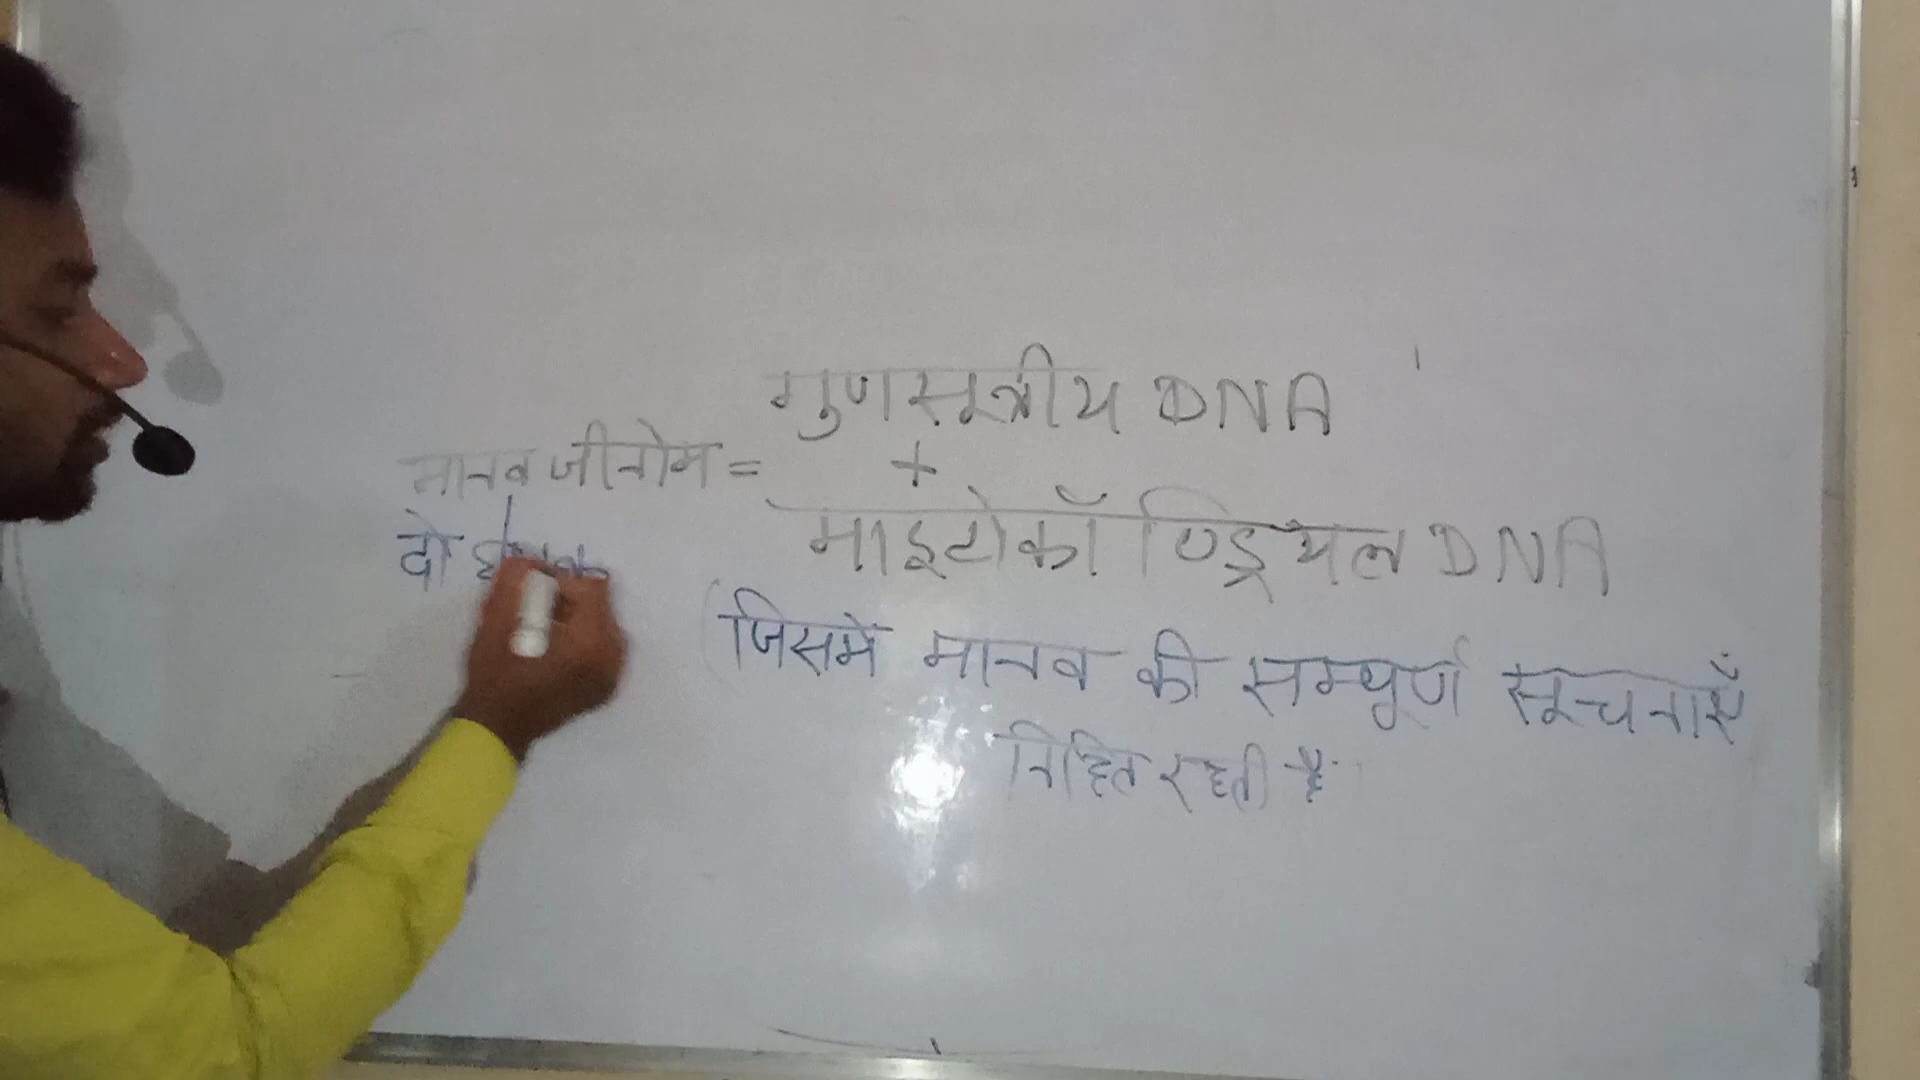 गुणसूत्रीय DNA
मानव जीनोम = +
माइटोकॉण्ड्रियल DNA
दो
(जिसमें मानव की सम्पूर्ण सूचनाएँ
निहित रहती हैं